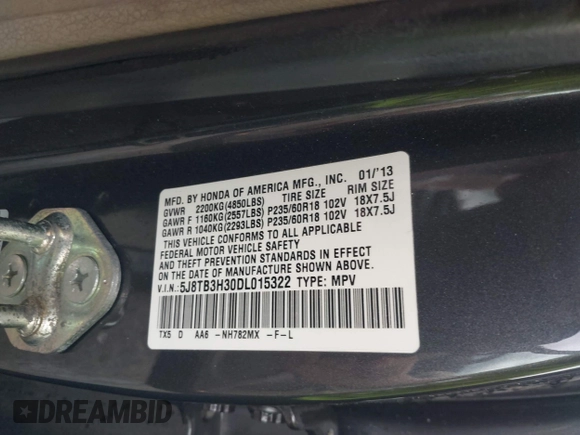 MFD. BY HONDA OF AMERICA MFG., INC. 01/'13
GVWR 2200KG(4850LBS) TIRE SIZE RIM SIZE
GAWR F 1160KG(2557LBS) P235/60R18 102V 18X7.5J
GAWR R 1040KG(2293LBS) P235/60R18 102V 18X7.5J
THIS VEHICLE CONFORMS TO ALL APPLICABLE
FEDERAL MOTOR VEHICLE SAFETY
AND THEFT PREVENTION STANDARDS IN EFFECT
ON THE DATE OF MANUFACTURE SHOWN ABOVE.
V.I.N.: 5J8TB3H30DL015322 TYPE: MPV
TX5 D AA6 -NH782MX -F-L
DREAMBID